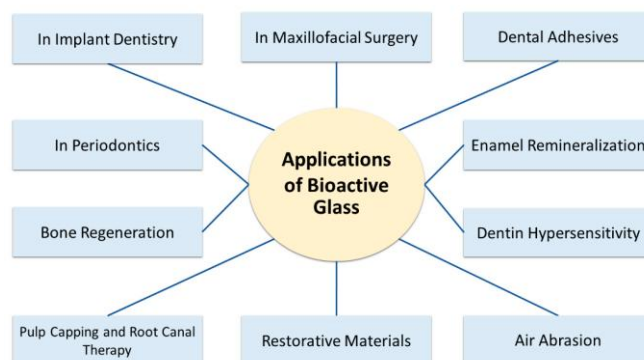 In Implant Dentistry
In Maxillofacial Surgery
Dental Adhesives
In Periodontics
Applications
of Bioactive
Glass
Enamel Remineralization
Bone Regeneration
Dentin Hypersensitivity
Pulp Capping and Root Canal
Therapy
Restorative Materials
Air Abrasion